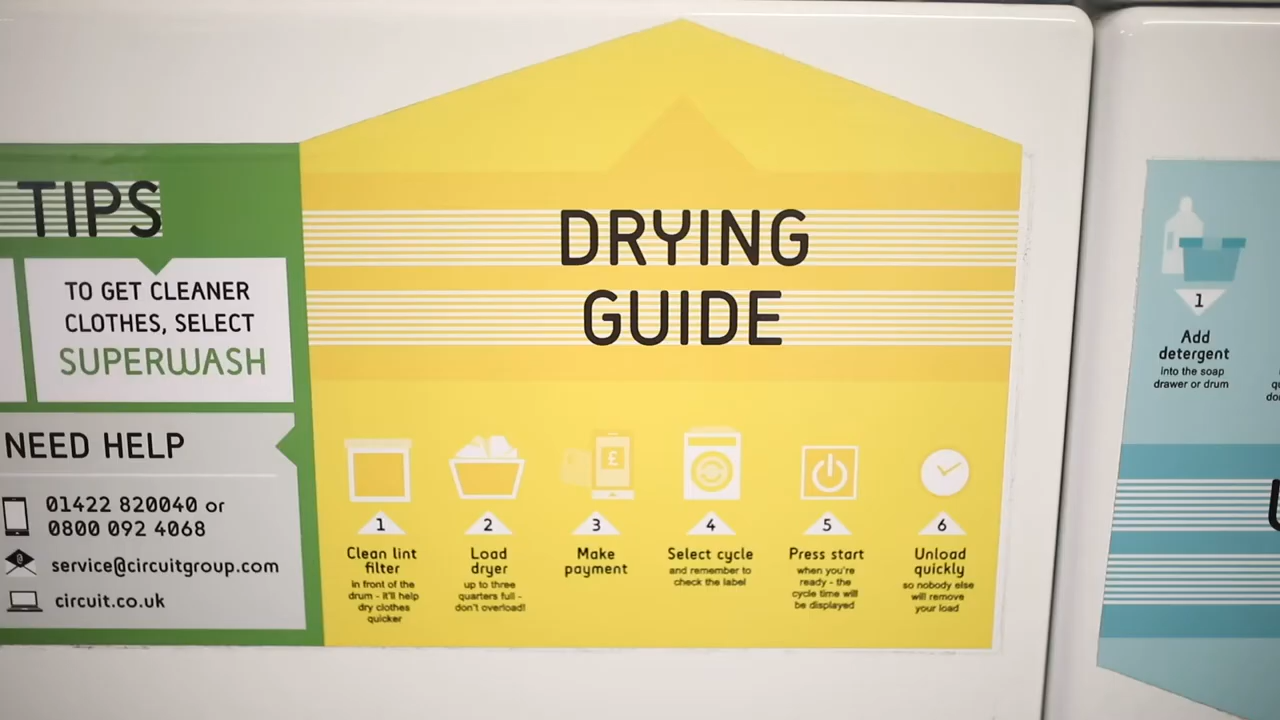 TIPS
TO GET CLEANER
CLOTHES, SELECT
SUPERWASH
NEED HELP
01422 820040 or
0800 092 4068
service@circuitgroup.com
circuit.co.uk
DRYING
GUIDE
£
1
Clean lint
filter
in front of the
drum - it'll help
dry clothes
quicker
2
Load
dryer
up to three
quarters full -
don't overload!
3
Make
payment
4
Select cycle
and remember to
check the label
5
Press start
when you're
ready - the
cycle time will
be displayed
6
Unload
quickly
so nobody else
will remove
your load
1
Add
detergent
into the soap
drawer or drum